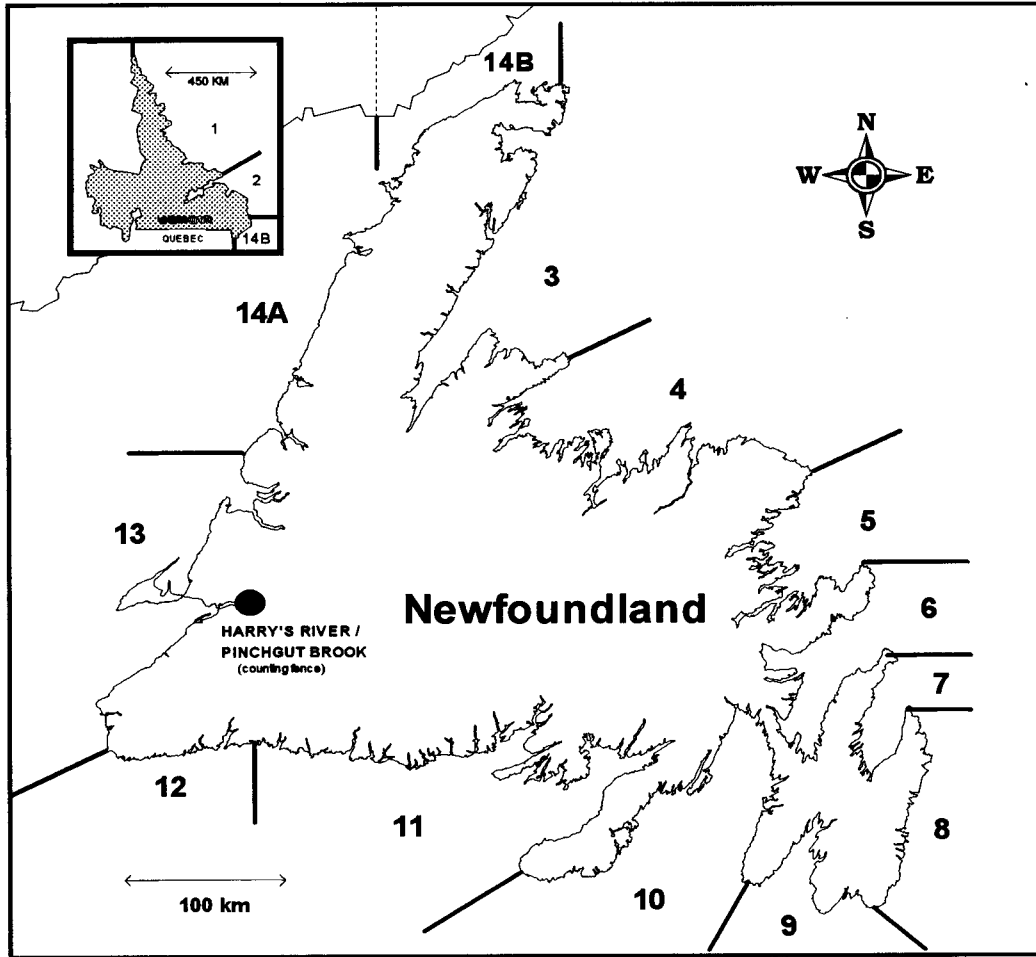 14B
450 KM
1
2
QUEBEC
14B
N
W E
S
3
14A
4
13
5
Newfoundland
6
HARRY'S RIVER /
PINCHGUT BROOK
(counting fence)
7
12
11
8
10
9
100 km